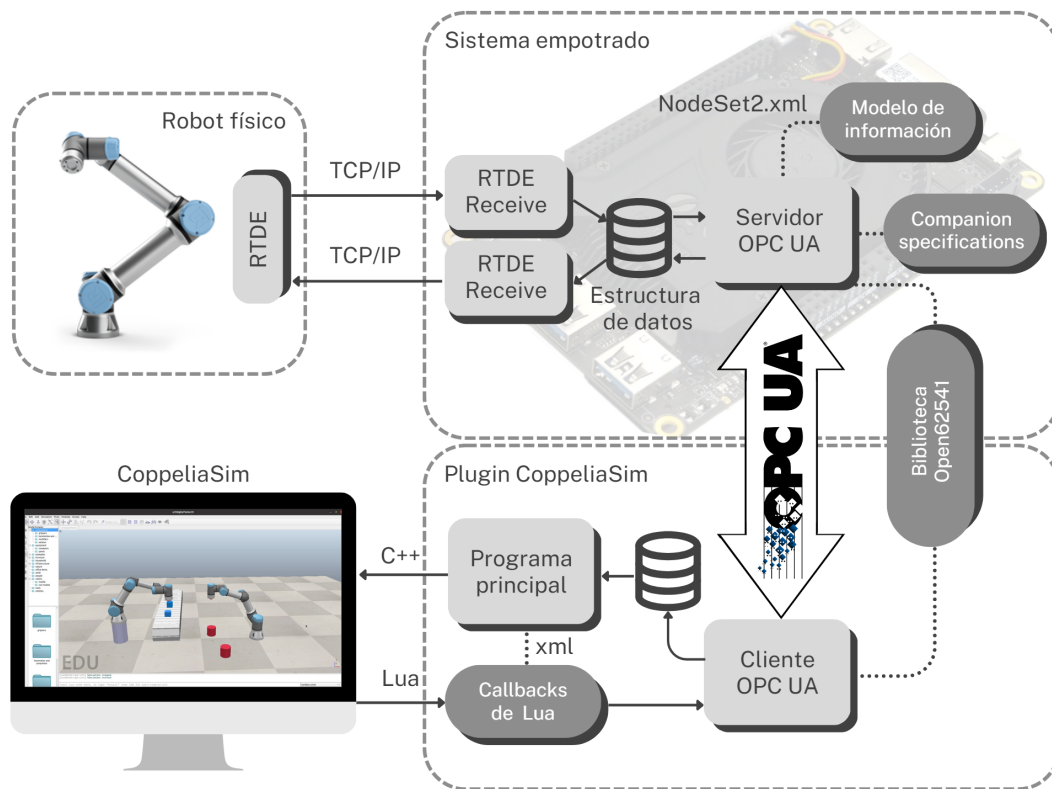 Sistema empotrado
Robot físico
NodeSet2.xml
Modelo de
información
TCP/IP
RTDE
Receive
RTDE
Servidor
OPC UA
Companion
specifications
TCP/IP
RTDE
Receive
Estructura
de datos
OPC UA
Biblioteca
Open62541
CoppeliaSim
Plugin CoppeliaSim
C++
Programa
principal
xml
EDU
Lua
Callbacks
de Lua
Cliente
OPC UA